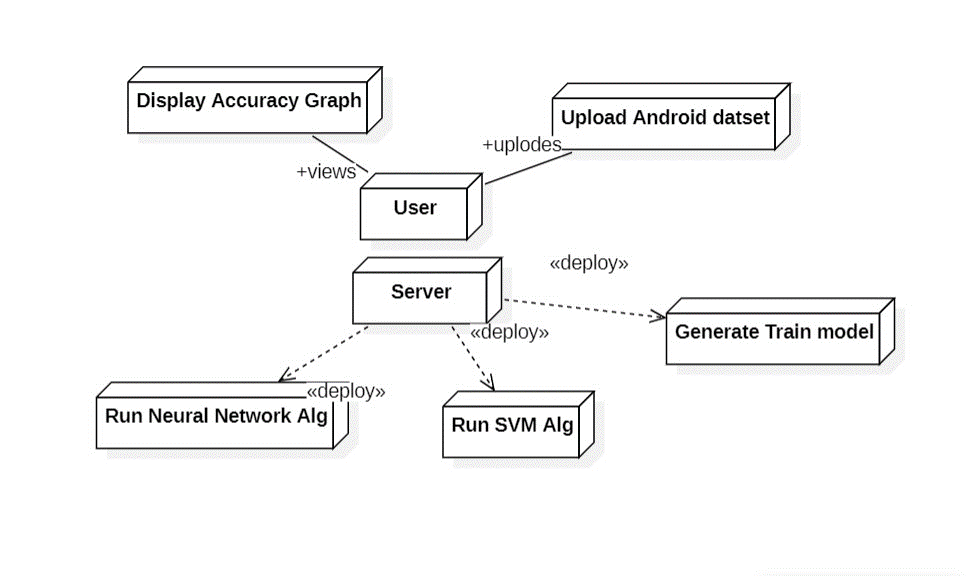 Display Accuracy Graph
Upload Android datset
+uplodes
+views
User
Server
«deploy»
«deploy»
Generate Train model
«deploy»
Run Neural Network Alg
Run SVM Alg